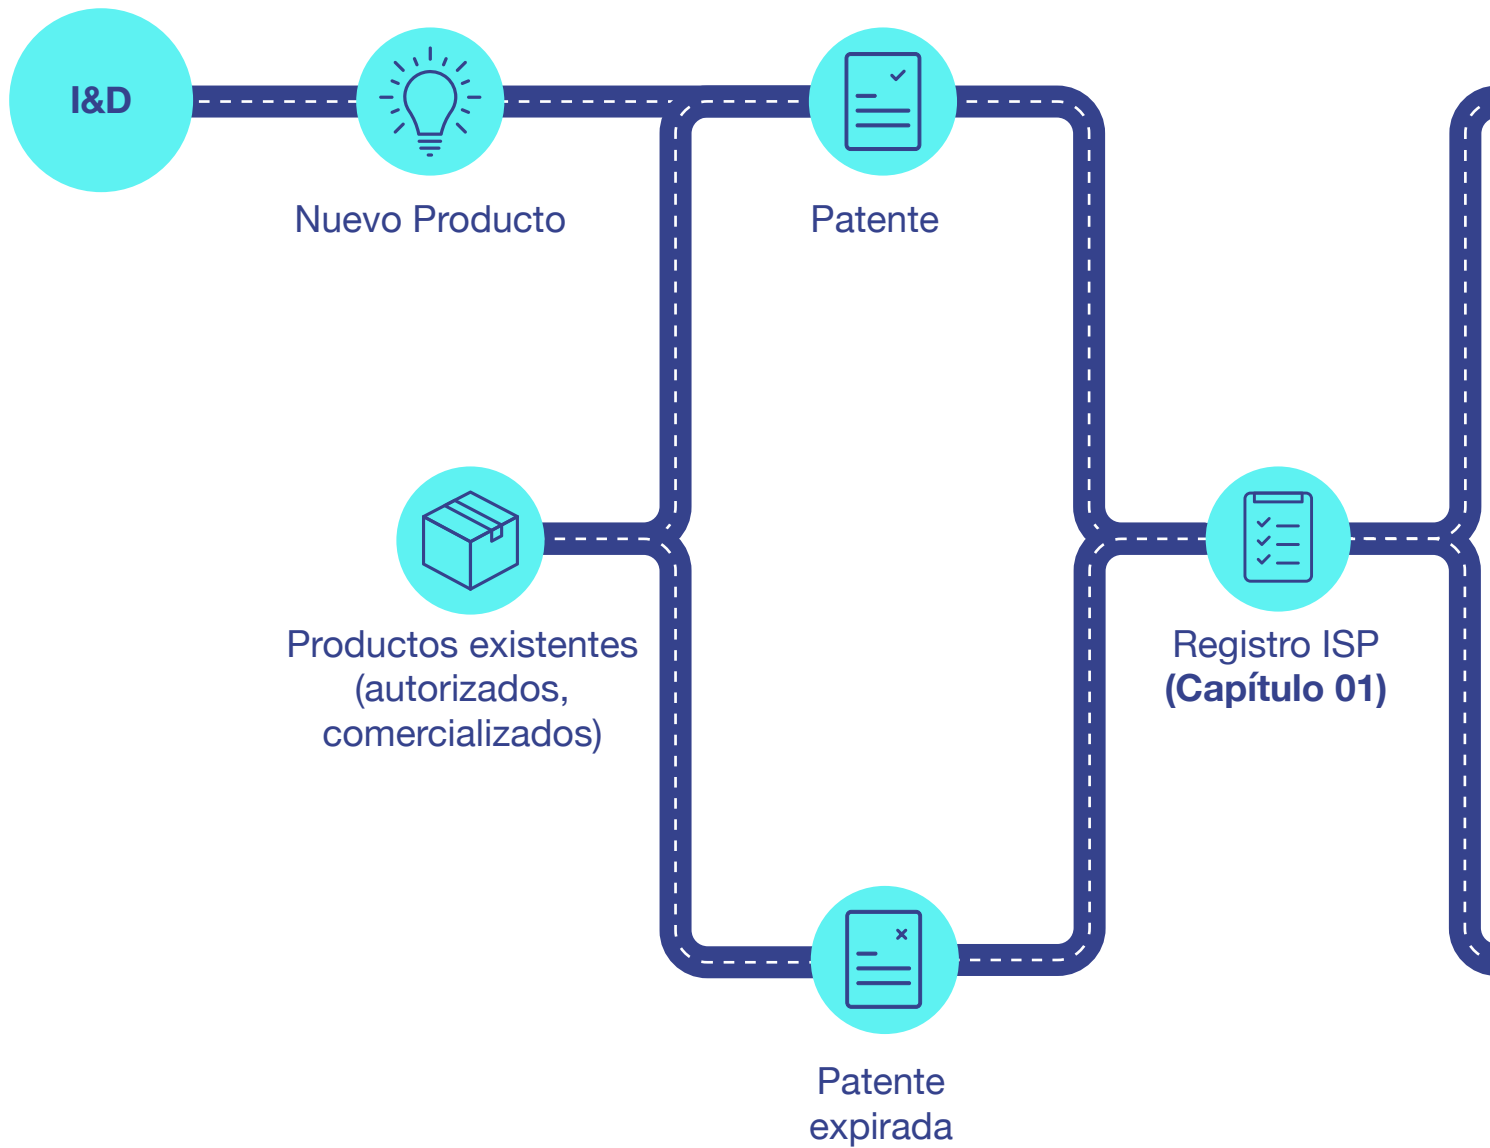 I&D
Nuevo Producto
Patente
Productos existentes
(autorizados,
comercializados)
Registro ISP
(Capítulo 01)
Patente
expirada